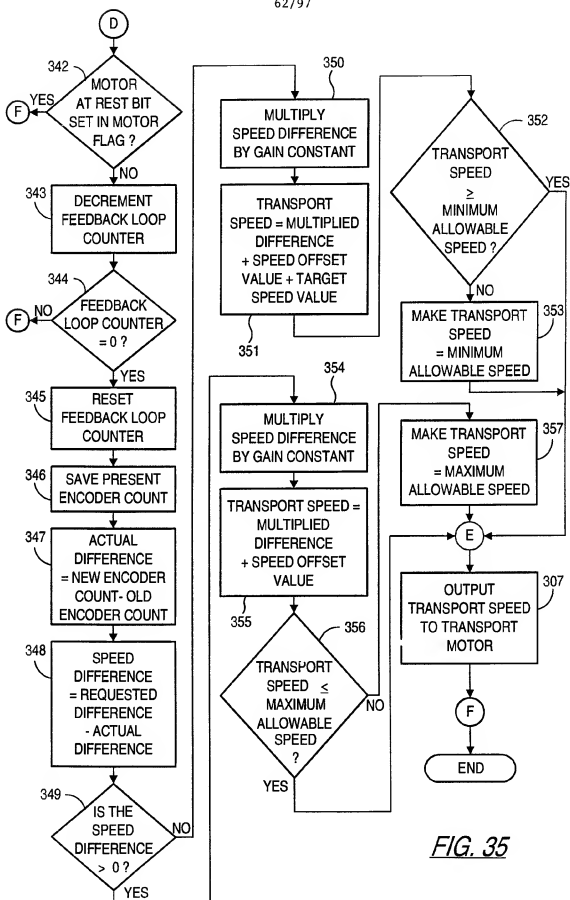 62/97
D
342
MOTOR
AT REST BIT
SET IN MOTOR
FLAG ?
YES
F
NO
343
DECREMENT
FEEDBACK LOOP
COUNTER
344
FEEDBACK
LOOP COUNTER
= 0 ?
NO
F
YES
345
RESET
FEEDBACK LOOP
COUNTER
346
SAVE PRESENT
ENCODER COUNT
347
ACTUAL
DIFFERENCE
= NEW ENCODER
COUNT- OLD
ENCODER COUNT
348
SPEED
DIFFERENCE
= REQUESTED
DIFFERENCE
- ACTUAL
DIFFERENCE
349
IS THE
SPEED
DIFFERENCE
> 0 ?
NO
YES
350
MULTIPLY
SPEED DIFFERENCE
BY GAIN CONSTANT
TRANSPORT
SPEED = MULTIPLIED
DIFFERENCE
+ SPEED OFFSET
VALUE + TARGET
SPEED VALUE
351
352
TRANSPORT
SPEED
≥
MINIMUM
ALLOWABLE
SPEED ?
YES
NO
353
MAKE TRANSPORT
SPEED
= MINIMUM
ALLOWABLE SPEED
354
MULTIPLY
SPEED DIFFERENCE
BY GAIN CONSTANT
TRANSPORT SPEED =
MULTIPLIED
DIFFERENCE
+ SPEED OFFSET
VALUE
355
356
TRANSPORT
SPEED ≤
MAXIMUM
ALLOWABLE
SPEED
?
NO
YES
357
MAKE TRANSPORT
SPEED
= MAXIMUM
ALLOWABLE SPEED
E
307
OUTPUT
TRANSPORT SPEED
TO TRANSPORT
MOTOR
F
END
FIG. 35